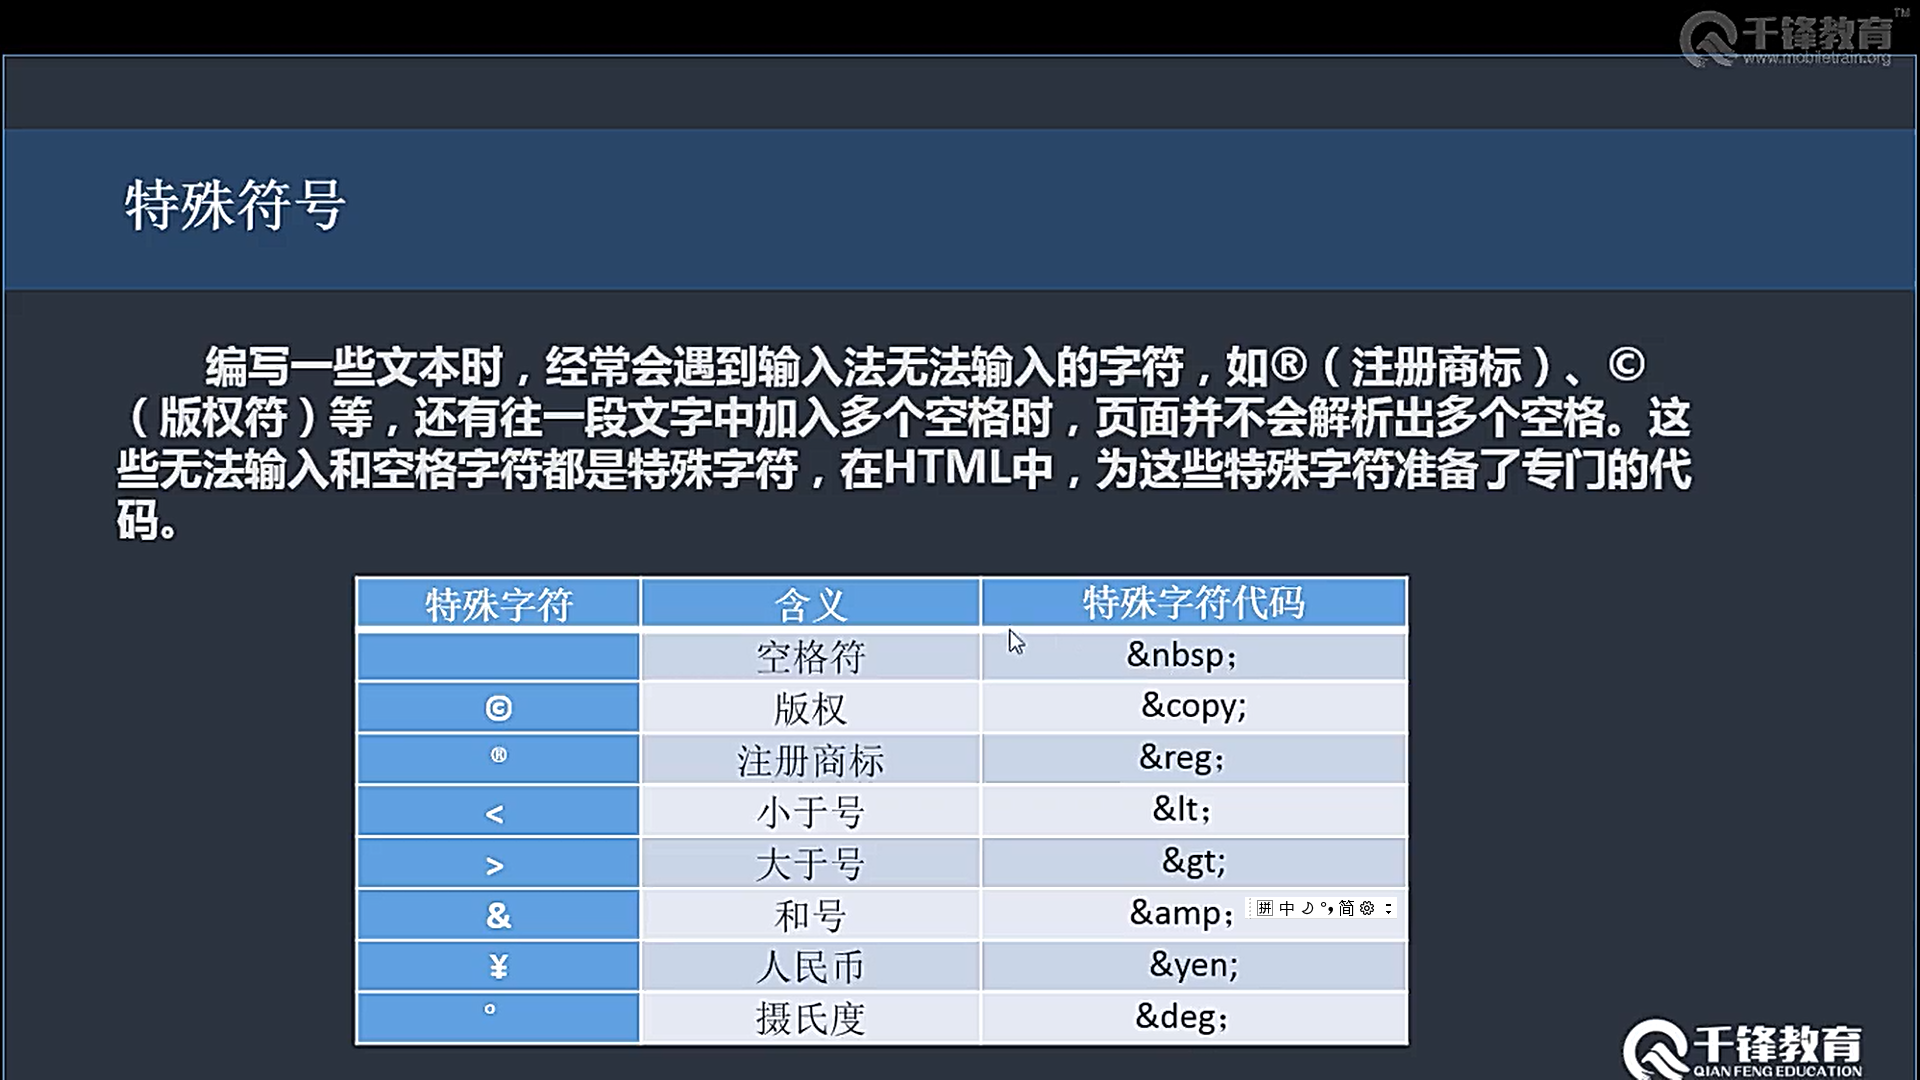 千锋教育™
www.mobiletrain.org
特殊符号
编写一些文本时，经常会遇到输入法无法输入的字符，如®（注册商标）、©
（版权符）等，还有往一段文字中加入多个空格时，页面并不会解析出多个空格。这
些无法输入和空格字符都是特殊字符，在HTML中，为这些特殊字符准备了专门的代
码。
特殊字符 含义 特殊字符代码
空格符 &nbsp；
© 版权 &copy;
® 注册商标 &reg；
< 小于号 &lt；
> 大于号 &gt;
& 和号 &amp；
拼 中 简
¥ 人民币 &yen;
° 摄氏度 &deg；
千锋教育
QIANFENG EDUCATION